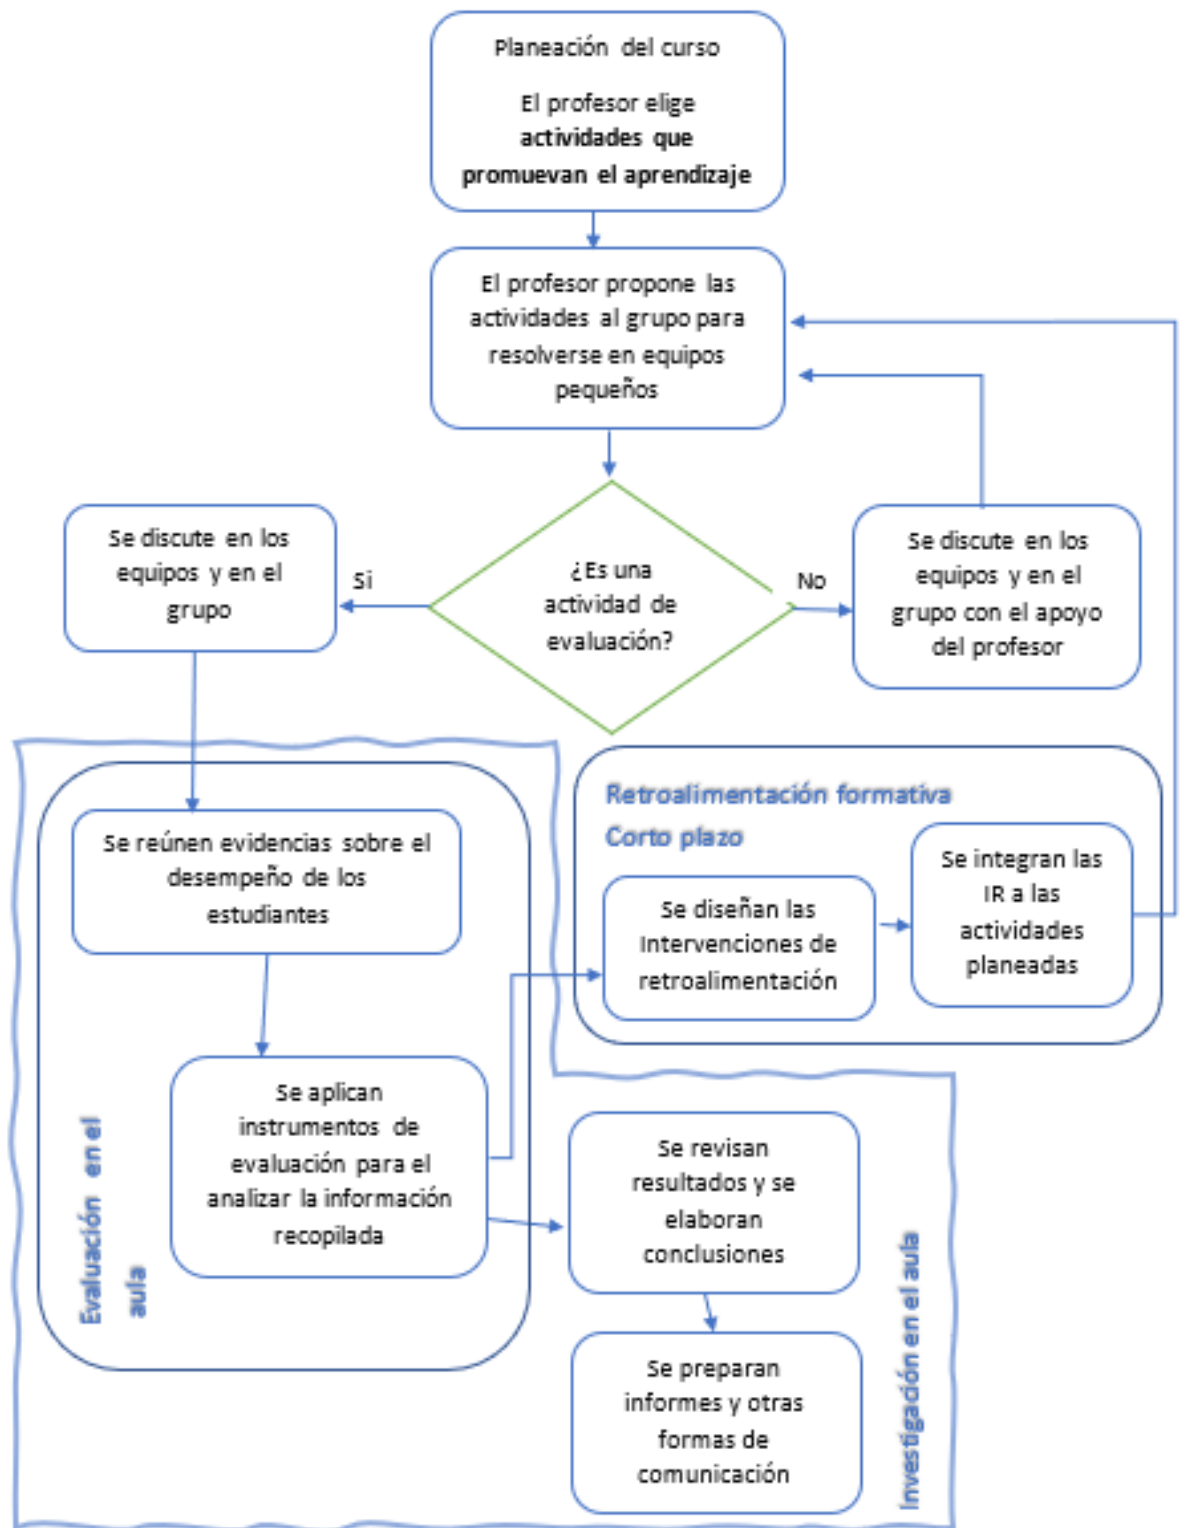 Planeación del curso
El profesor elige
actividades que
promuevan el aprendizaje
El profesor propone las
actividades al grupo para
resolverse en equipos
pequeños
¿Es una
actividad de
evaluación?
Si
No
Se discute en los
equipos y en el
grupo
Se discute en los
equipos y en el
grupo con el apoyo
del profesor
Se reúnen evidencias sobre el
desempeño de los
estudiantes
Se aplican
instrumentos de
evaluación para el
analizar la información
recopilada
Evaluación en el
aula
Retroalimentación formativa
Corto plazo
Se diseñan las
Intervenciones de
retroalimentación
Se integran las
IR a las
actividades
planeadas
Se revisan
resultados y se
elaboran
conclusiones
Se preparan
informes y otras
formas de
comunicación
Investigación en el aula